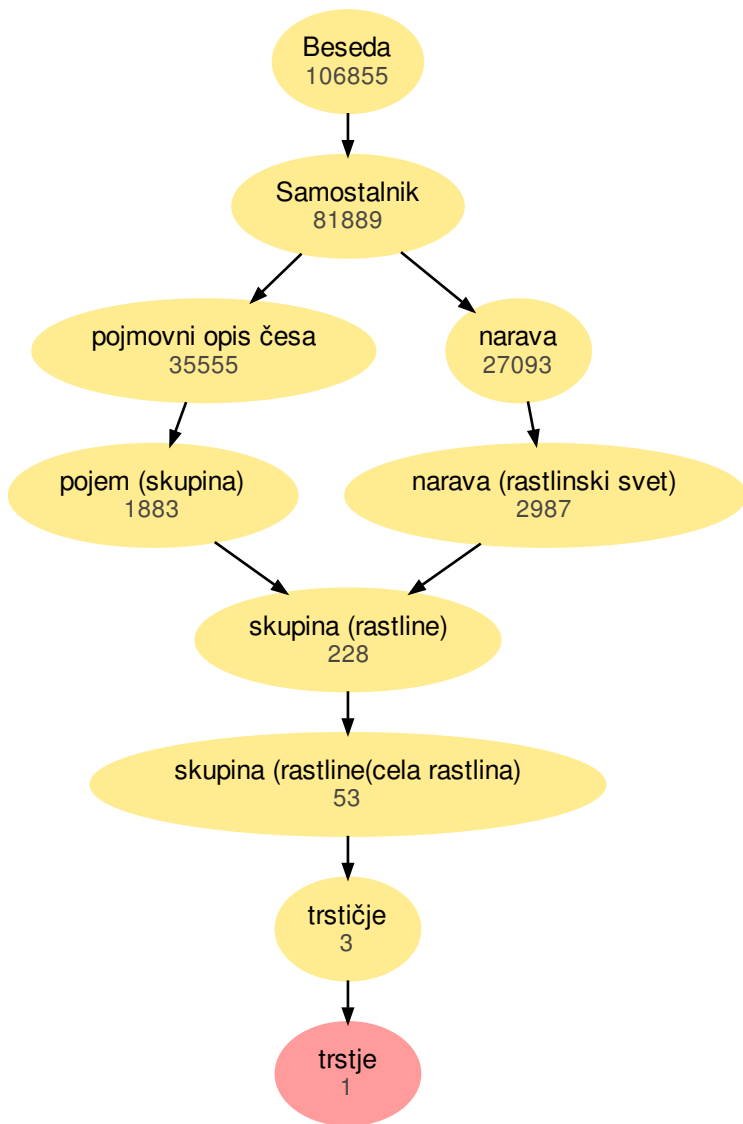 Beseda
106855
Samostalnik
81889
pojmovni opis česa
35555
narava
27093
pojem (skupina)
1883
narava (rastlinski svet)
2987
skupina (rastline)
228
skupina (rastline(cela rastlina)
53
trstičje
3
trstje
1